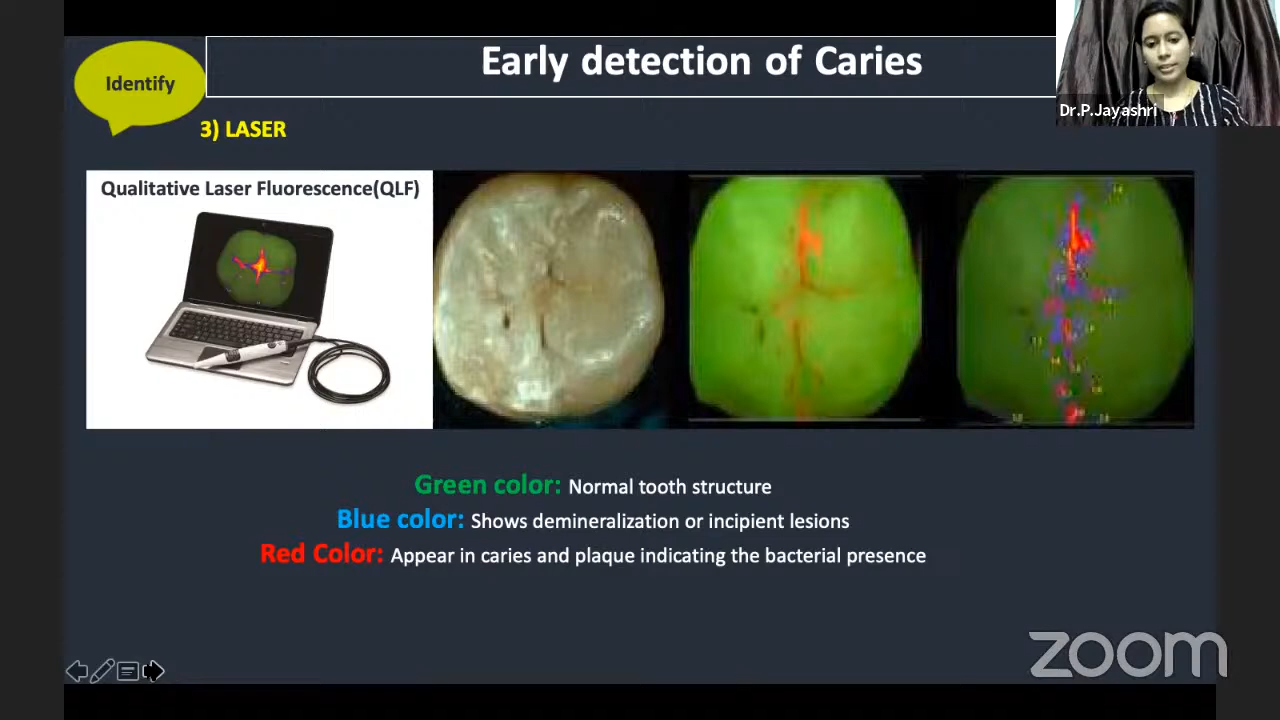 Identify
Early detection of Caries
Dr.P.Jayashri
3) LASER
Qualitative Laser Fluorescence(QLF)
Green color: Normal tooth structure
Blue color: Shows demineralization or incipient lesions
Red Color: Appear in caries and plaque indicating the bacterial presence
zoom